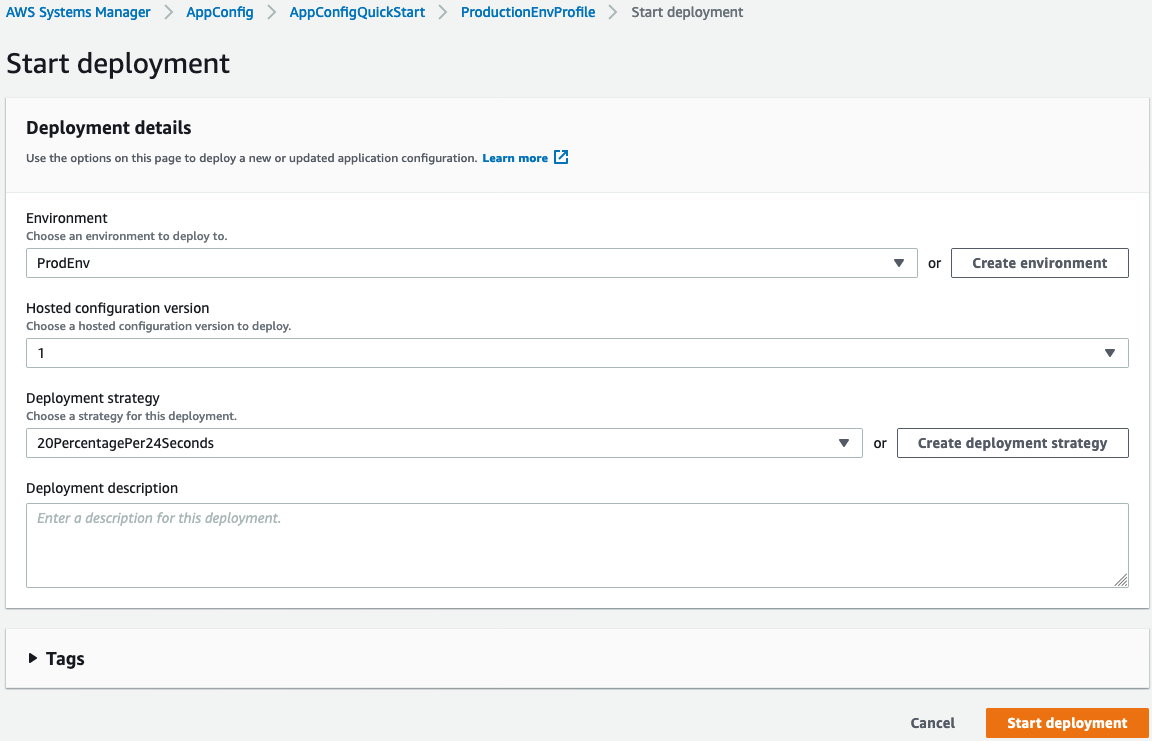 AWS Systems Manager > AppConfig > AppConfigQuickStart > ProductionEnvProfile > Start deployment
Start deployment
Deployment details
Use the options on this page to deploy a new or updated application configuration. Learn more
Environment
Choose an environment to deploy to.
ProdEnv or Create environment
Hosted configuration version
Choose a hosted configuration version to deploy.
1
Deployment strategy
Choose a strategy for this deployment.
20PercentagePer24Seconds or Create deployment strategy
Deployment description
Enter a description for this deployment.
Tags
Cancel Start deployment